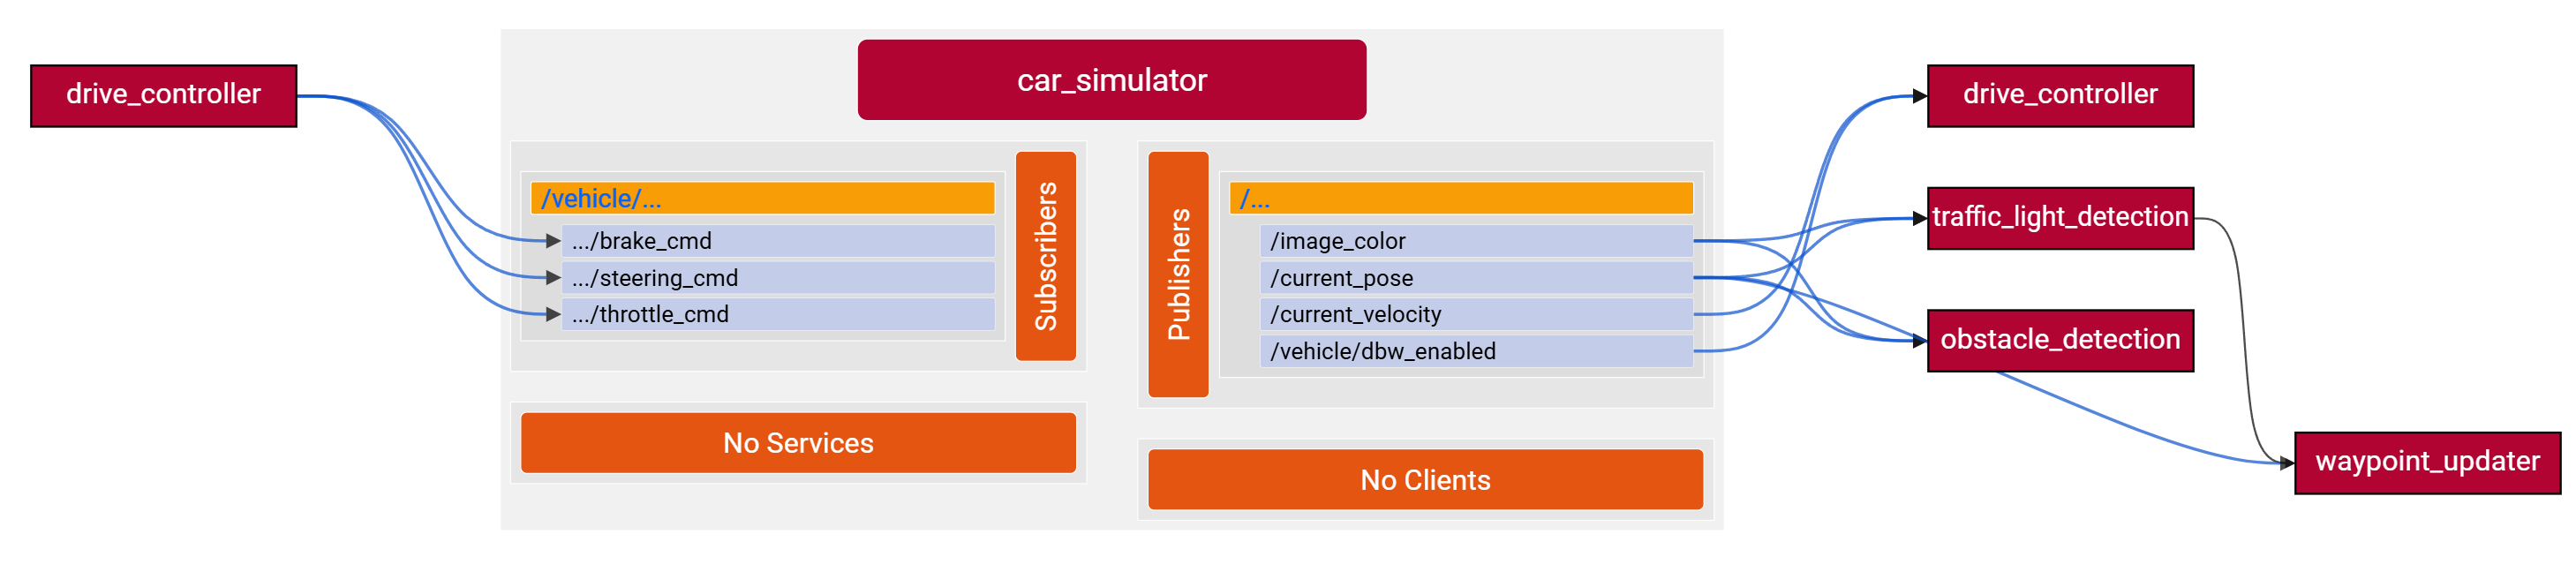 drive_controller
car_simulator
/vehicle/...
.../brake_cmd
.../steering_cmd
.../throttle_cmd
Subscribers
No Services
Publishers
/...
/image_color
/current_pose
/current_velocity
/vehicle/dbw_enabled
No Clients
drive_controller
traffic_light_detection
obstacle_detection
waypoint_updater